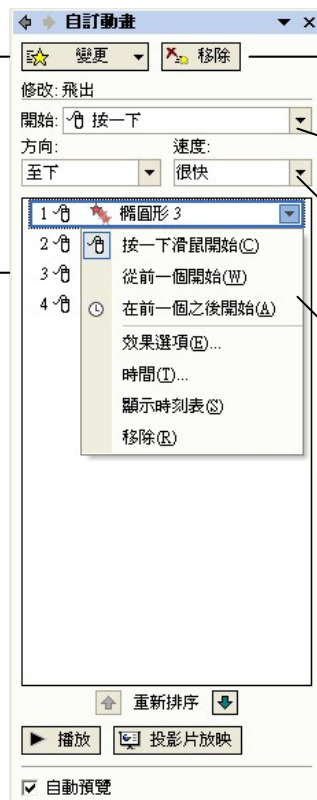 自訂動畫
變更 移除
修改: 飛出
開始: 按一下
方向: 速度:
至下 很快
1 橢圓形 3
2 按一下滑鼠開始(C)
3 從前一個開始(W)
4 在前一個之後開始(A)
效果選項(E)...
時間(T)...
顯示時刻表(S)
移除(R)
重新排序
播放 投影片放映
自動預覽